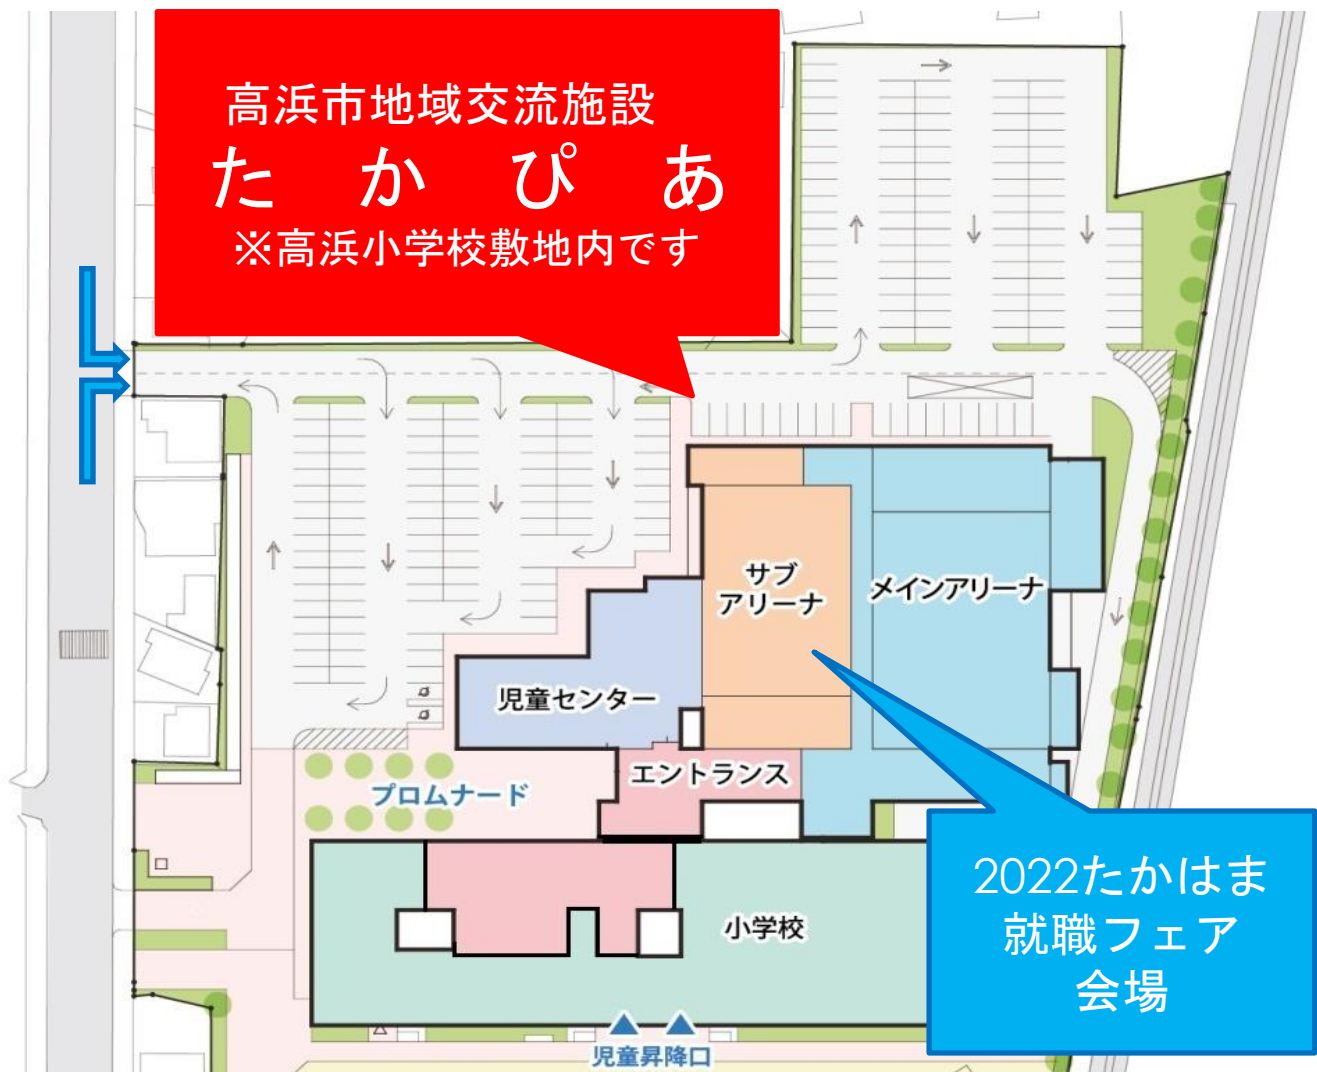 高浜市地域交流施設
たかぴあ
※高浜小学校敷地内です
サブ
アリーナ
メインアリーナ
児童センター
エントランス
プロムナード
小学校
2022たかはま
就職フェア
会場
児童昇降口